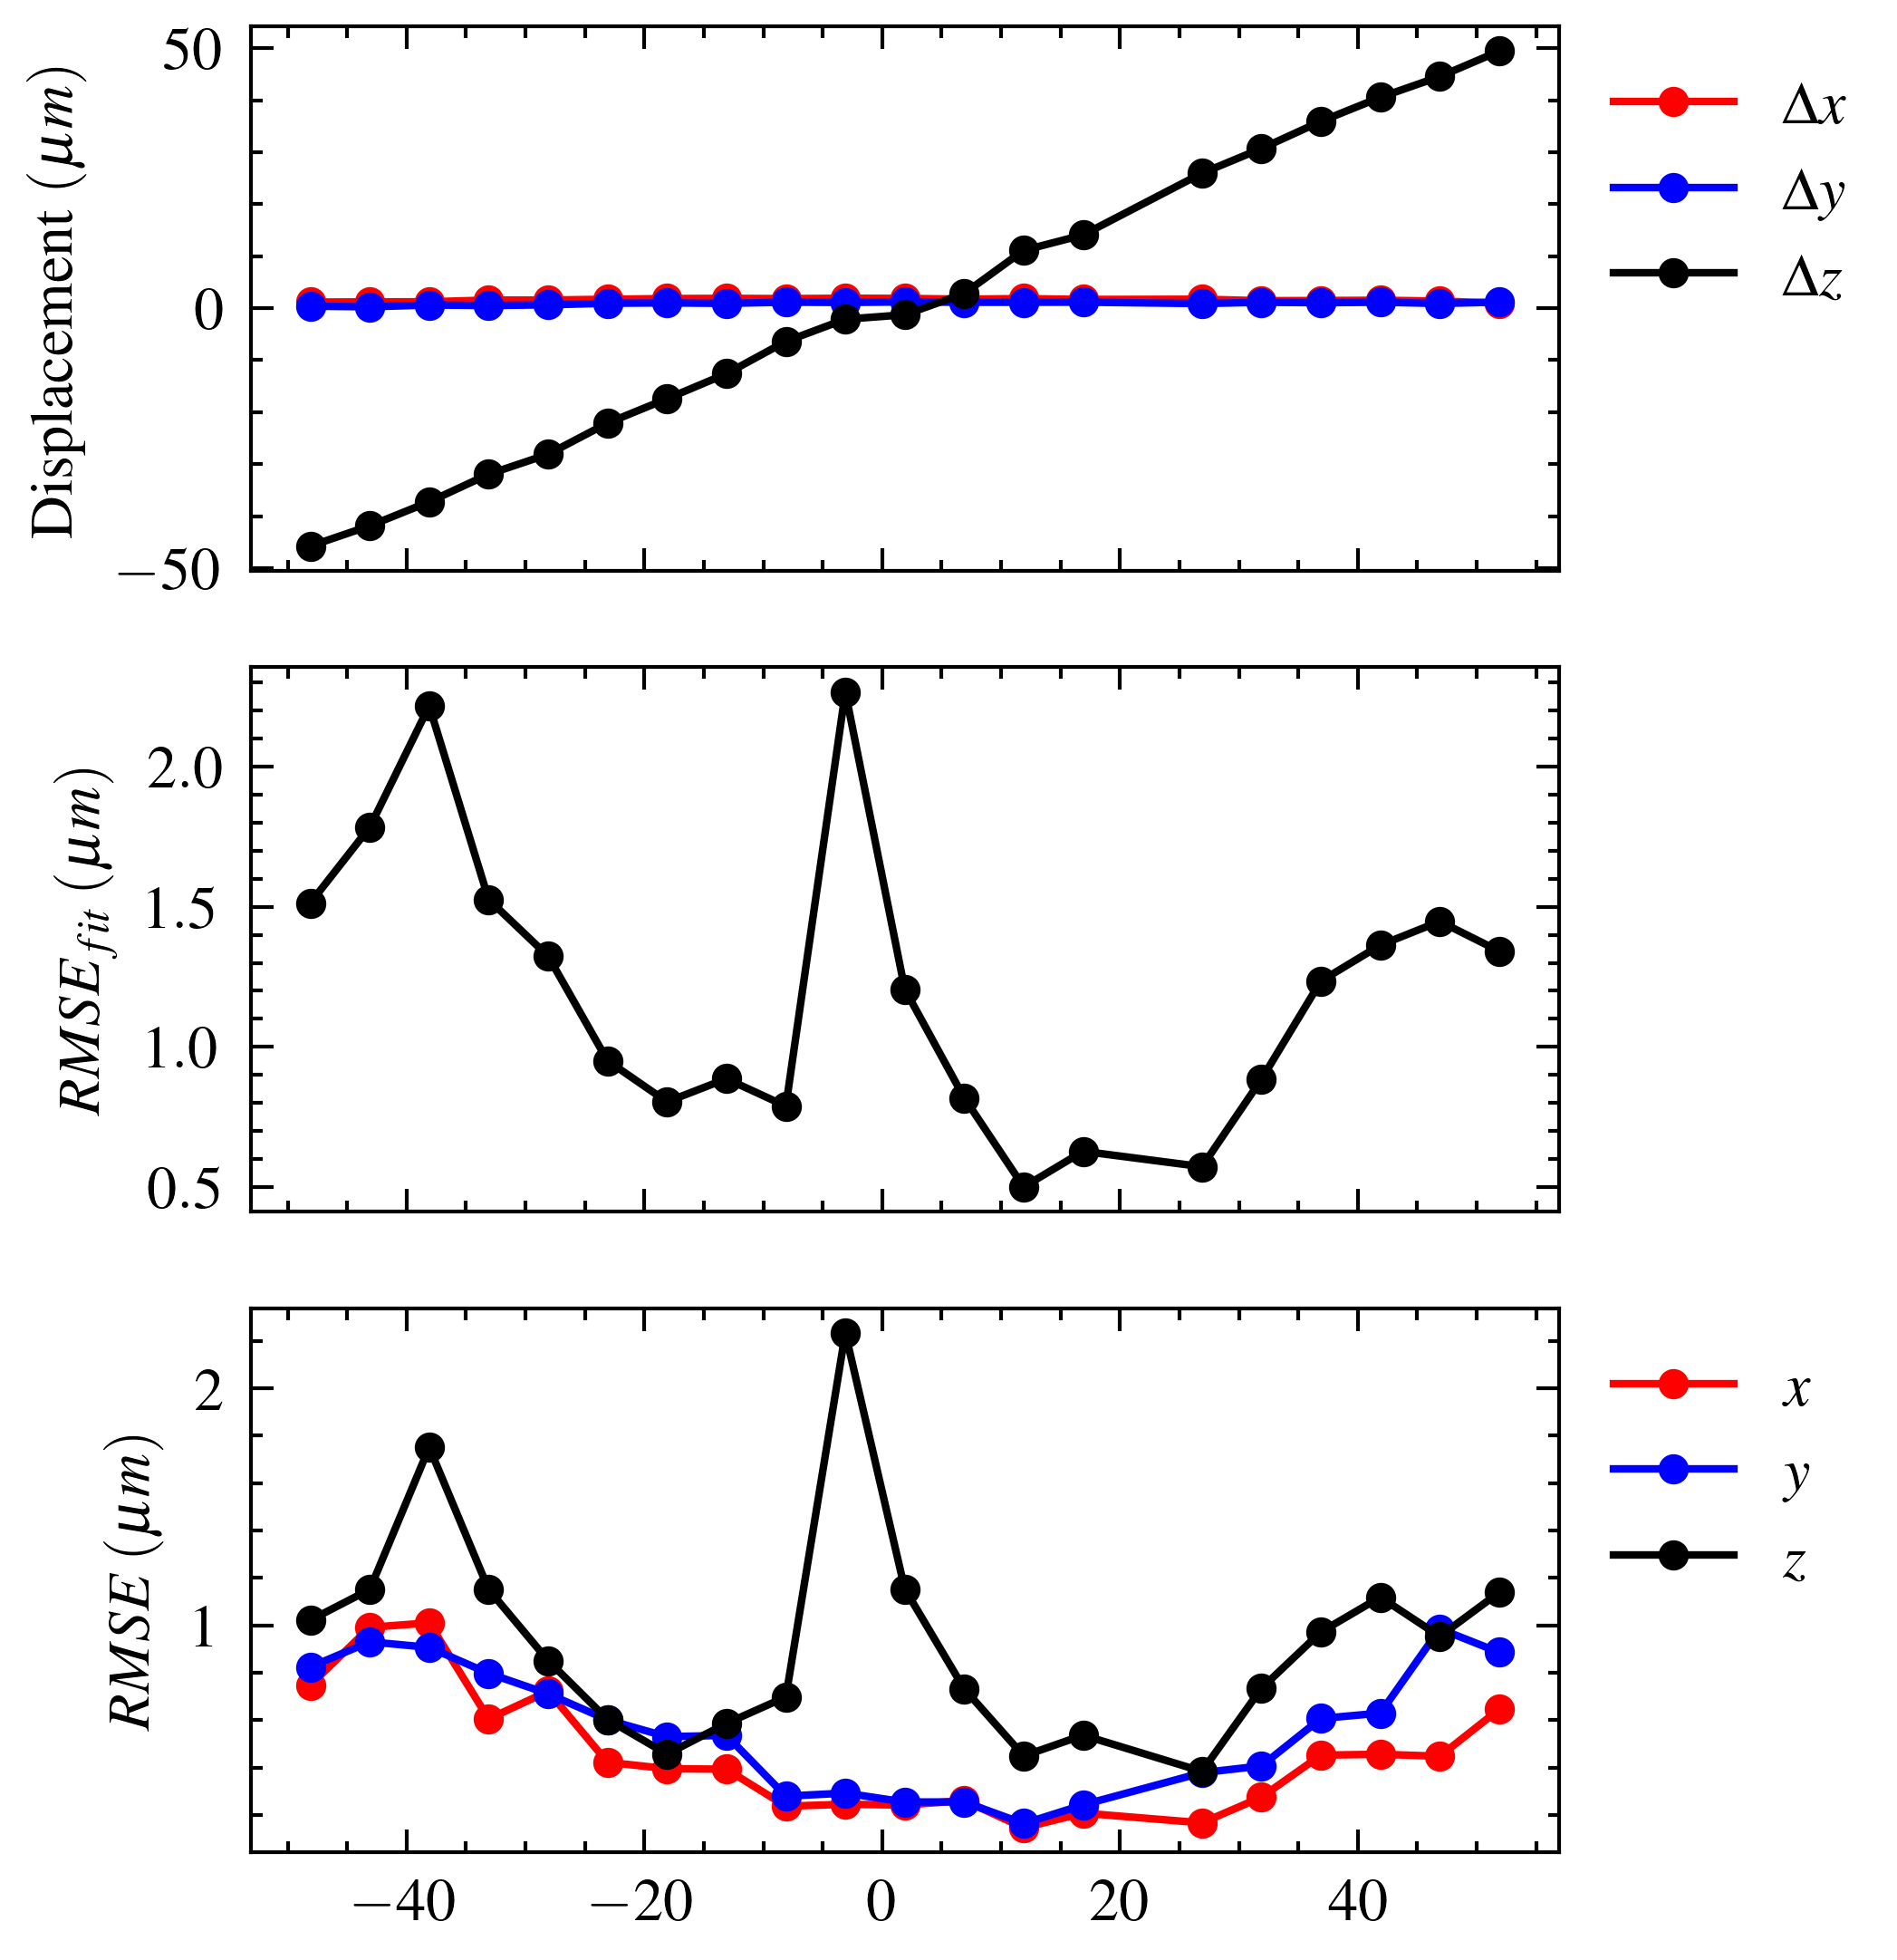 Displacement (μm)
50
0
−50
Δx
Δy
Δz
RMSE_fit (μm)
2.0
1.5
1.0
0.5
RMSE (μm)
2
1
x
y
z
−40 −20 0 20 40